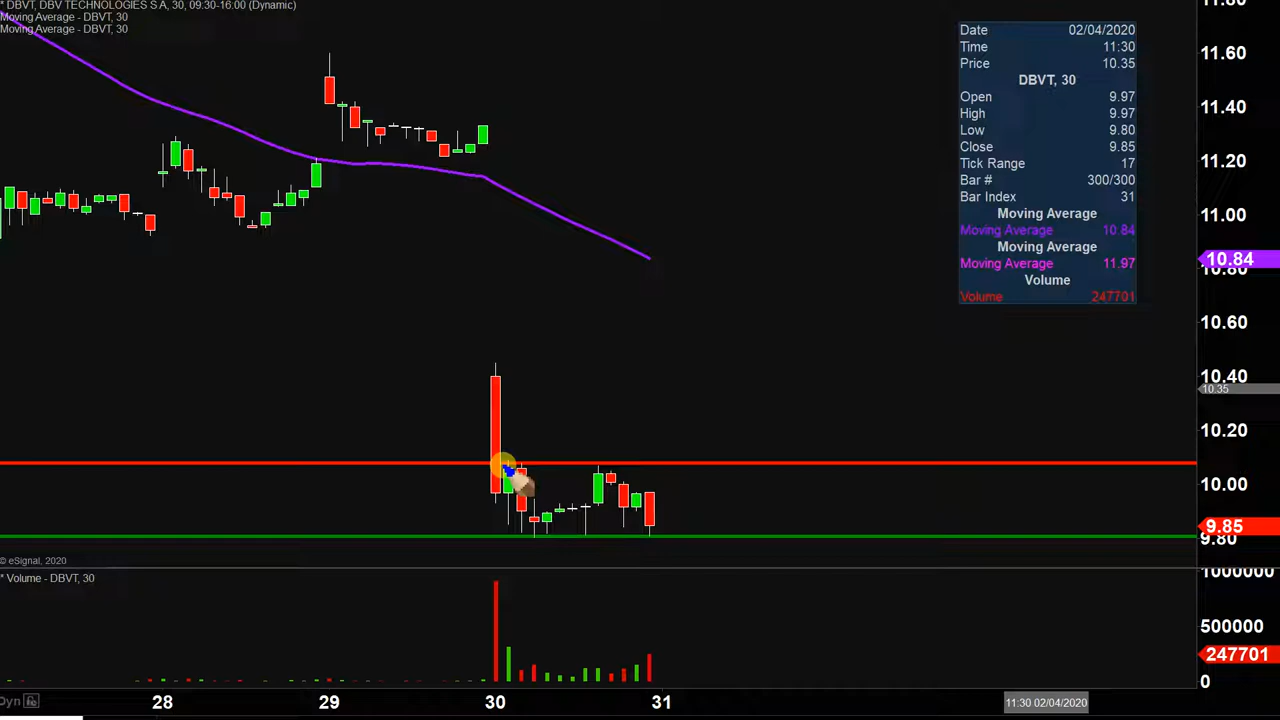 * DBVT, DBV TECHNOLOGIES S A, 30, 09:30-16:00 (Dynamic)
Moving Average - DBVT, 30
Moving Average - DBVT, 30
Date 02/04/2020
Time 11:30
Price 10.35
DBVT, 30
Open 9.97
High 9.97
Low 9.80
Close 9.85
Tick Range 17
Bar # 300/300
Bar Index 31
Moving Average
Moving Average 10.84
Moving Average
Moving Average 11.97
Volume
Volume 247701
11.80
11.60
11.40
11.20
11.00
10.84
10.80
10.60
10.40
10.35
10.20
10.00
9.85
9.80
© eSignal, 2020
* Volume - DBVT, 30
1000000
500000
247701
0
Dyn
28 29 30 31
11:30 02/04/2020